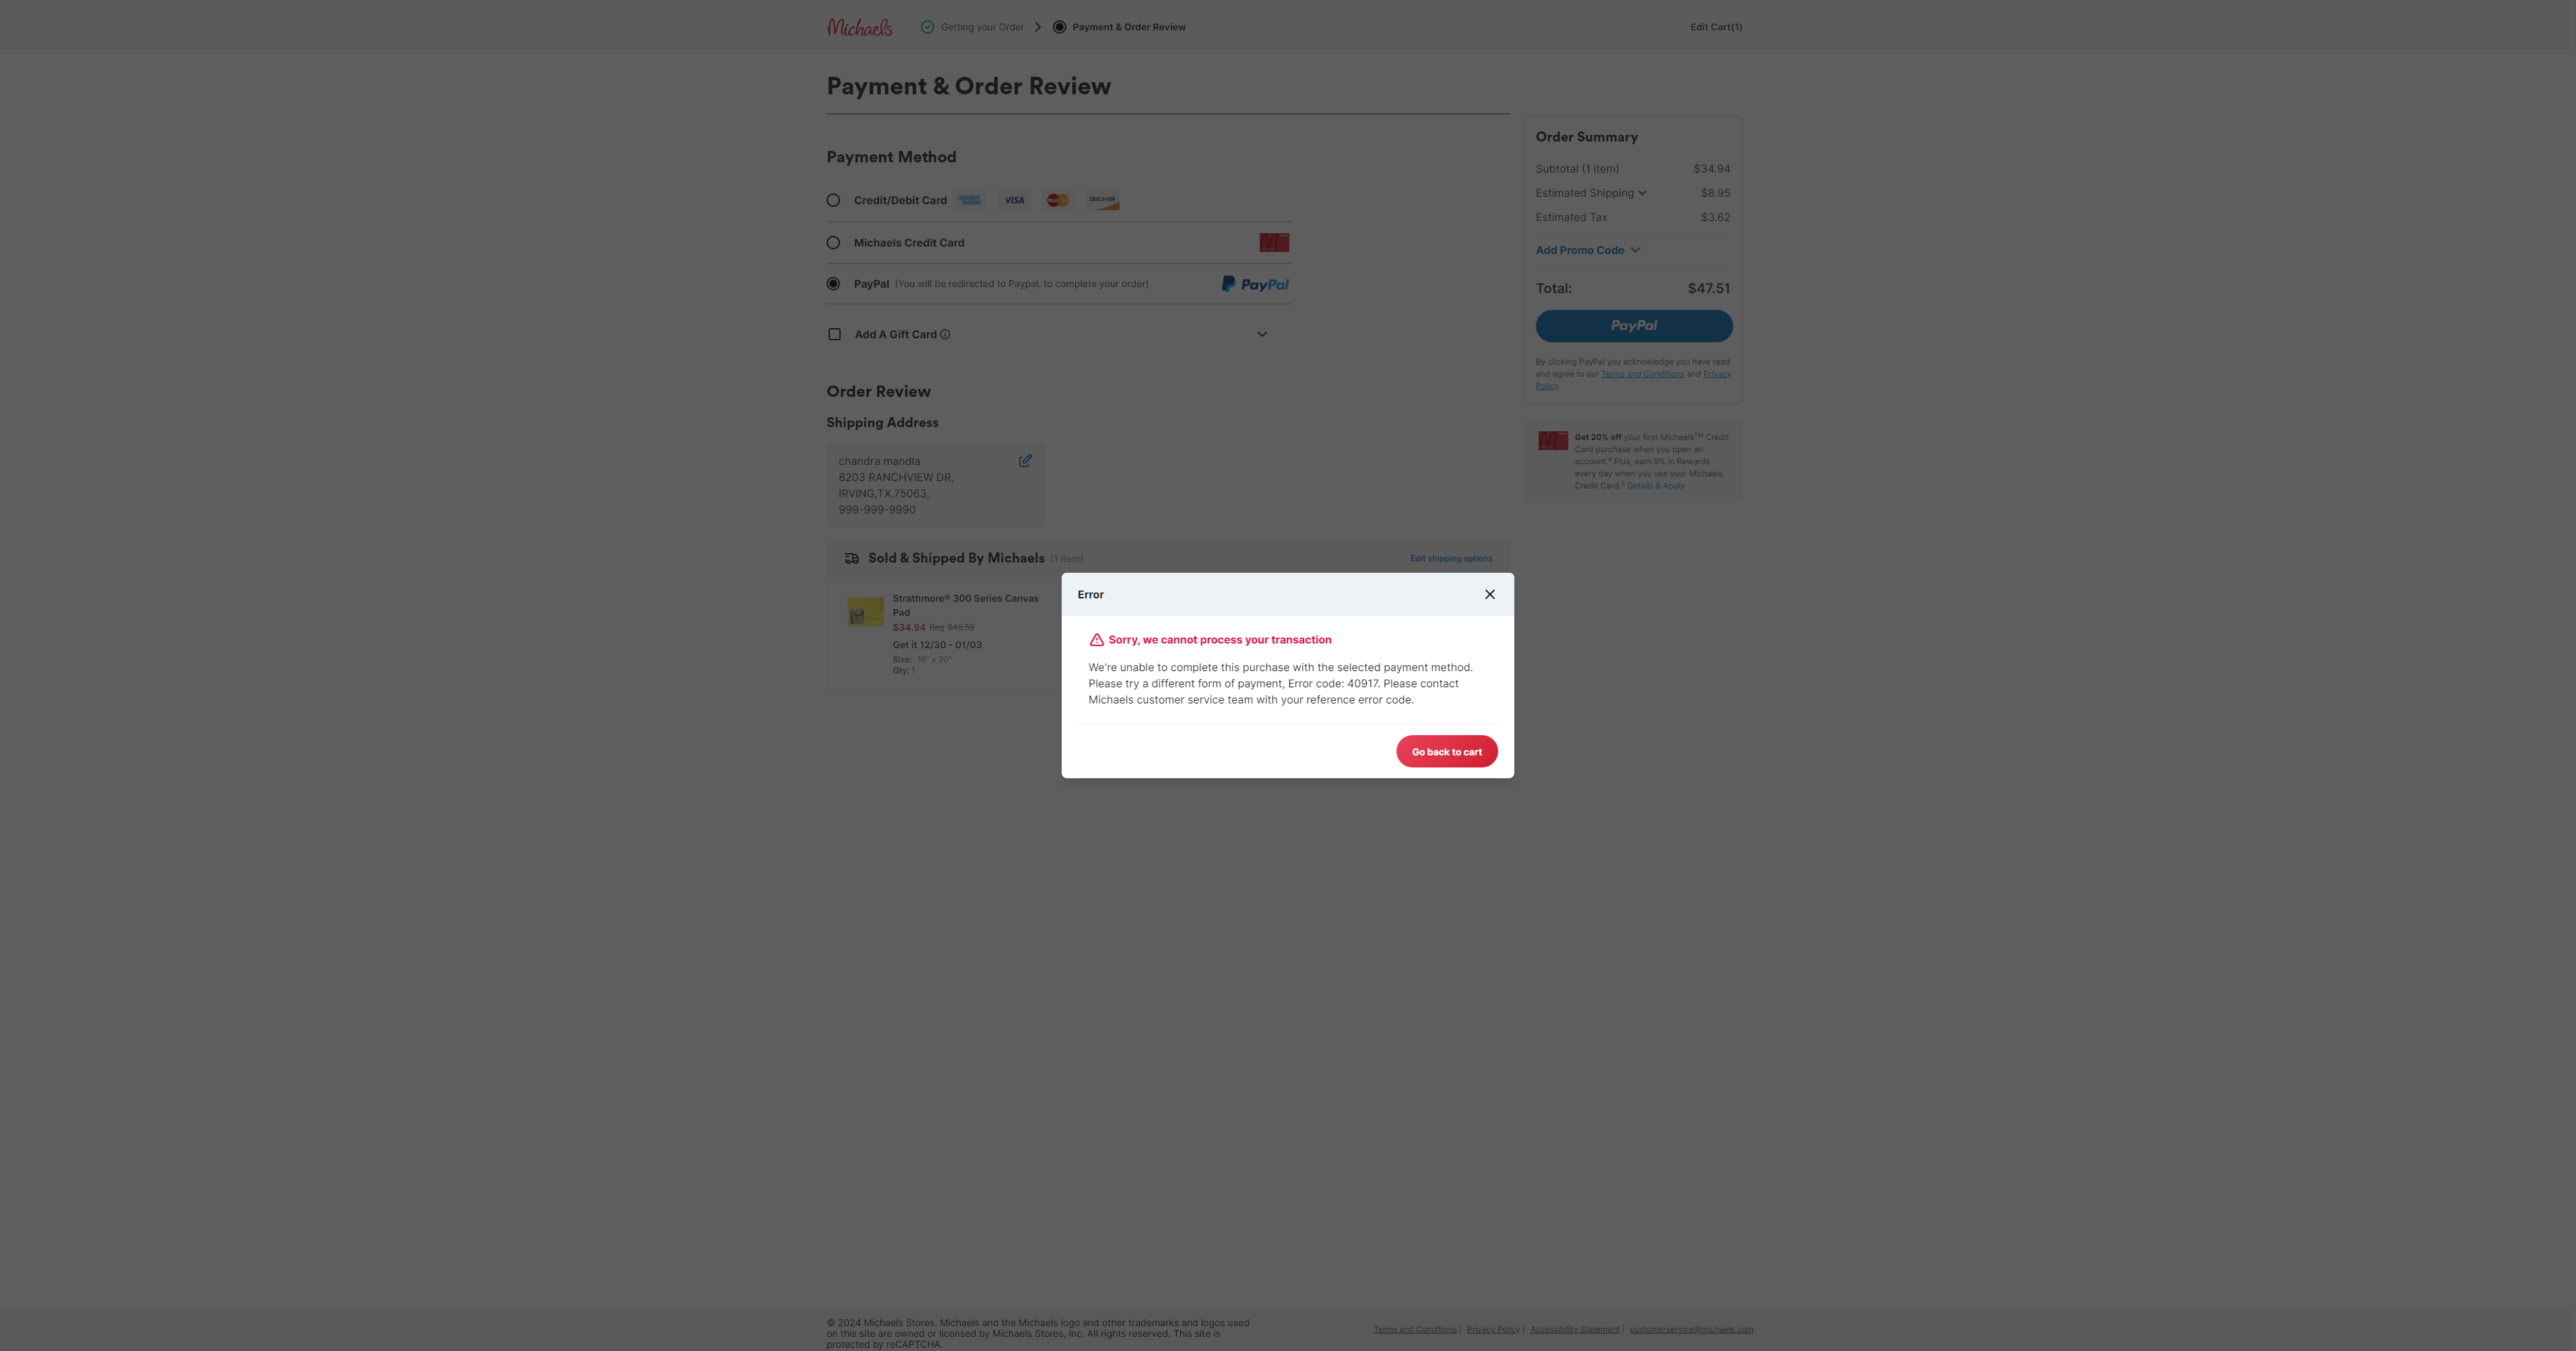 Michaels
Getting your Order
Payment & Order Review
Edit Cart(1)
Payment & Order Review
Payment Method
Credit/Debit Card
VISA
DISCOVER
Michaels Credit Card
PayPal (You will be redirected to Paypal, to complete your order)
PayPal
Add A Gift Card
Order Review
Shipping Address
chandra mandla
8203 RANCHVIEW DR,
IRVING,TX,75063,
999-999-9990
Sold & Shipped By Michaels (1 item)
Edit shipping options
Strathmore® 300 Series Canvas
Pad
$34.94 Reg $46.59
Get it 12/30 - 01/03
Size: 16" x 20"
Qty: 1
Order Summary
Subtotal (1 item) $34.94
Estimated Shipping $8.95
Estimated Tax $3.62
Add Promo Code
Total: $47.51
PayPal
By clicking PayPal you acknowledge you have read
and agree to our Terms and Conditions and Privacy
Policy.
Get 20% off your first Michaels™ Credit
Card purchase when you open an
account.² Plus, earn 9% in Rewards
every day when you use your Michaels
Credit Card.³ Details & Apply
Error
Sorry, we cannot process your transaction
We're unable to complete this purchase with the selected payment method.
Please try a different form of payment, Error code: 40917. Please contact
Michaels customer service team with your reference error code.
Go back to cart
© 2024 Michaels Stores. Michaels and the Michaels logo and other trademarks and logos used
on this site are owned or licensed by Michaels Stores, Inc. All rights reserved. This site is
protected by reCAPTCHA.
Terms and Conditions | Privacy Policy | Accessibility Statement | customerservice@michaels.com